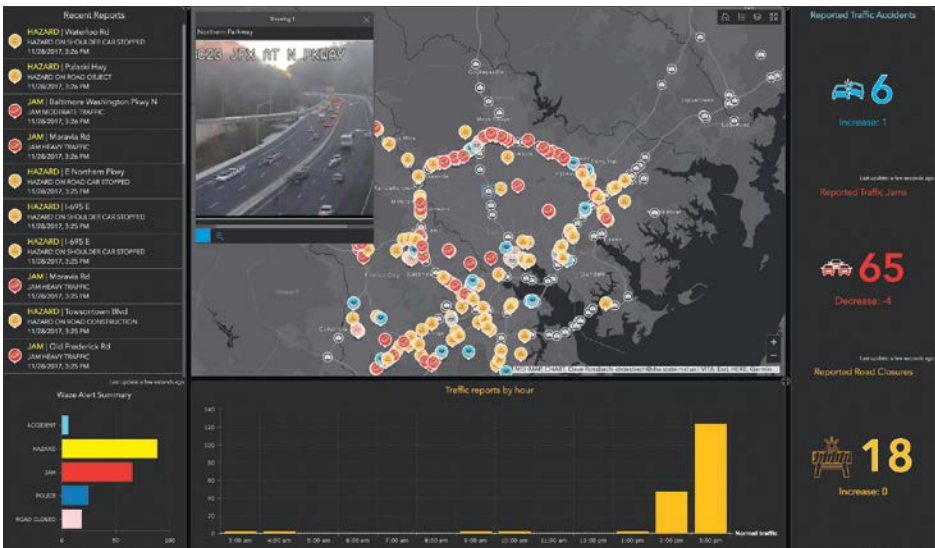 Recent Reports
HAZARD | Waterloo Rd
HAZARD ON SHOULDER CAR STOPPED
11/28/2017, 3:26 PM
HAZARD | Pulaski Hwy
HAZARD ON ROAD OBJECT
11/28/2017, 3:26 PM
JAM | Baltimore Washington Pkwy N
JAM MODERATE TRAFFIC
11/28/2017, 3:26 PM
JAM | Moravia Rd
JAM HEAVY TRAFFIC
11/28/2017, 3:26 PM
HAZARD | E Northern Pkwy
HAZARD ON ROAD CAR STOPPED
11/28/2017, 3:25 PM
HAZARD | I-695 E
HAZARD ON SHOULDER CAR STOPPED
11/28/2017, 3:25 PM
HAZARD | I-695 E
HAZARD ON SHOULDER CAR STOPPED
11/28/2017, 3:25 PM
JAM | Moravia Rd
JAM HEAVY TRAFFIC
11/28/2017, 3:25 PM
HAZARD | Towsontown Blvd
HAZARD ON ROAD CONSTRUCTION
11/28/2017, 3:25 PM
JAM | Old Frederick Rd
JAM HEAVY TRAFFIC
11/28/2017, 3:25 PM
Last update: a few seconds ago
Waze Alert Summary
ACCIDENT
HAZARD
JAM
POLICE
ROAD CLOSED
0 50 100
Viewing 1
Northern Parkway
C23 JFX AT N PKWAY
Dundalk
Traffic reports by hour
140
120
100
80
60
40
20
0
3:00 am 4:00 am 5:00 am 6:00 am 7:00 am 8:00 am 9:00 am 10:00 am 11:00 am 12:00 am 1:00 pm 2:00 pm 3:00 pm
Normal traffic
Reported Traffic Accidents
6
Increase: 1
Last update: a few seconds ago
Reported Traffic Jams
65
Decrease: -4
Last update: a few seconds ago
Reported Road Closures
18
Increase: 0